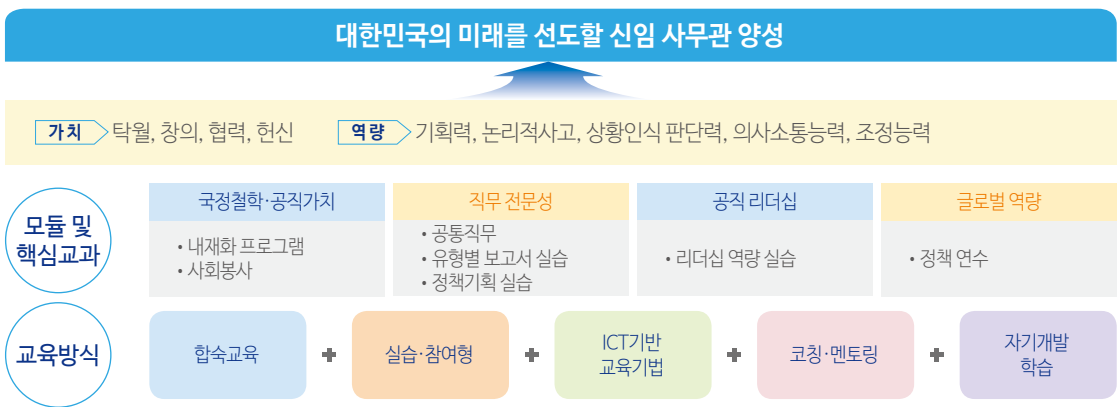 대한민국의 미래를 선도할 신임 사무관 양성
가치 탁월, 창의, 협력, 헌신 역량 기획력, 논리적사고, 상황인식 판단력, 의사소통능력, 조정능력
모듈 및
핵심교과
국정철학·공직가치
• 내재화 프로그램
• 사회봉사
직무 전문성
• 공통직무
• 유형별 보고서 실습
• 정책기획 실습
공직 리더십
• 리더십 역량 실습
글로벌 역량
• 정책 연수
교육방식
합숙교육
+
실습·참여형
+
ICT기반
교육기법
+
코칭·멘토링
+
자기개발
학습